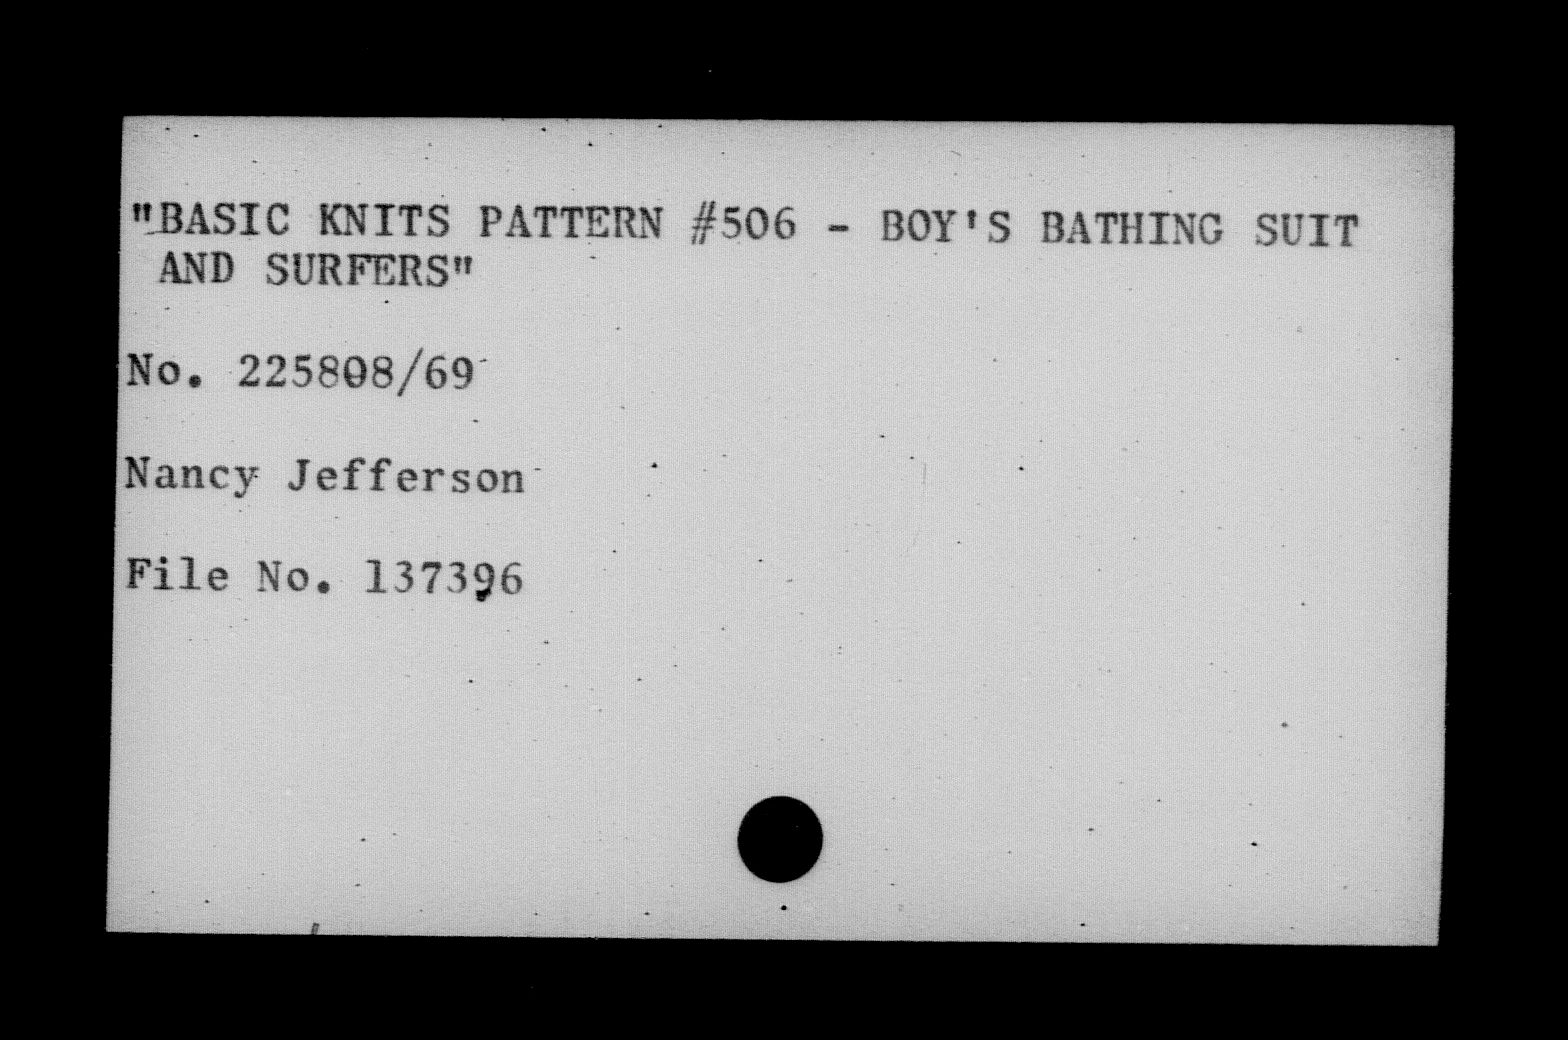 "BASIC KNITS PATTERN #506 - BOY'S BATHING SUIT
AND SURFERS"
No. 225808/69
Nancy Jefferson
File No. 137396